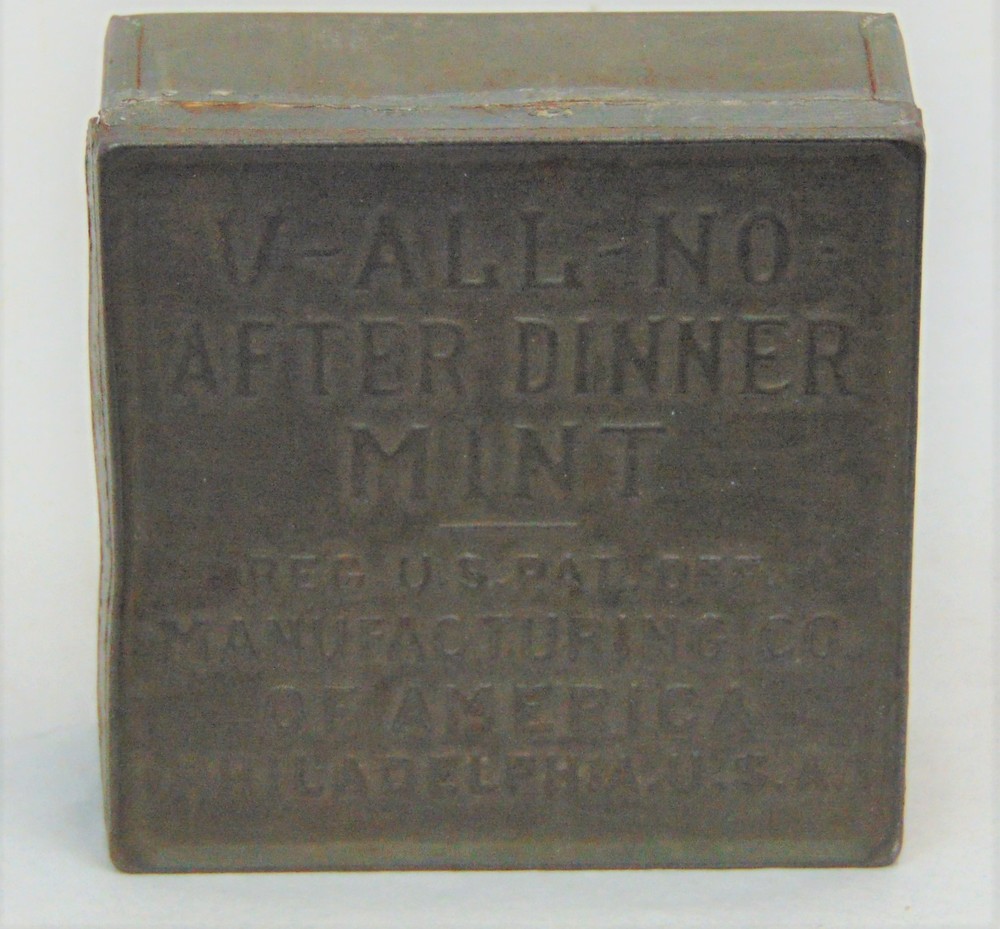 V-ALL-NO-
AFTER DINNER
MINT
REG U.S. PAT. OFF.
MANUFACTURING CO.
OF AMERICA
PHILADELPHIA.U.S.A.